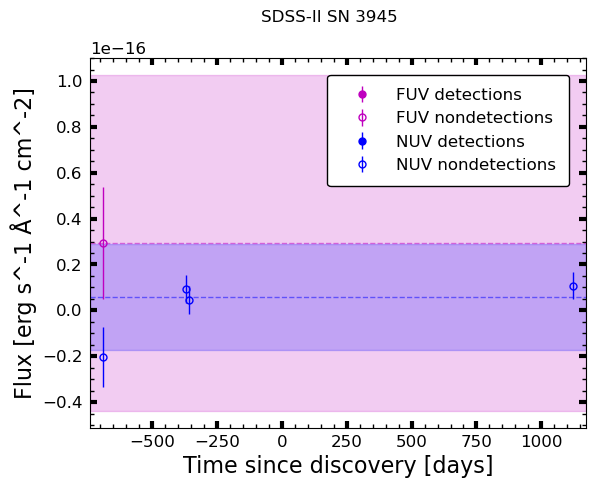 SDSS-II SN 3945
1e−16
FUV detections
FUV nondetections
NUV detections
NUV nondetections
1.0
0.8
0.6
0.4
0.2
0.0
−0.2
−0.4
Flux [erg s^-1 Å^-1 cm^-2]
−500 −250 0 250 500 750 1000
Time since discovery [days]